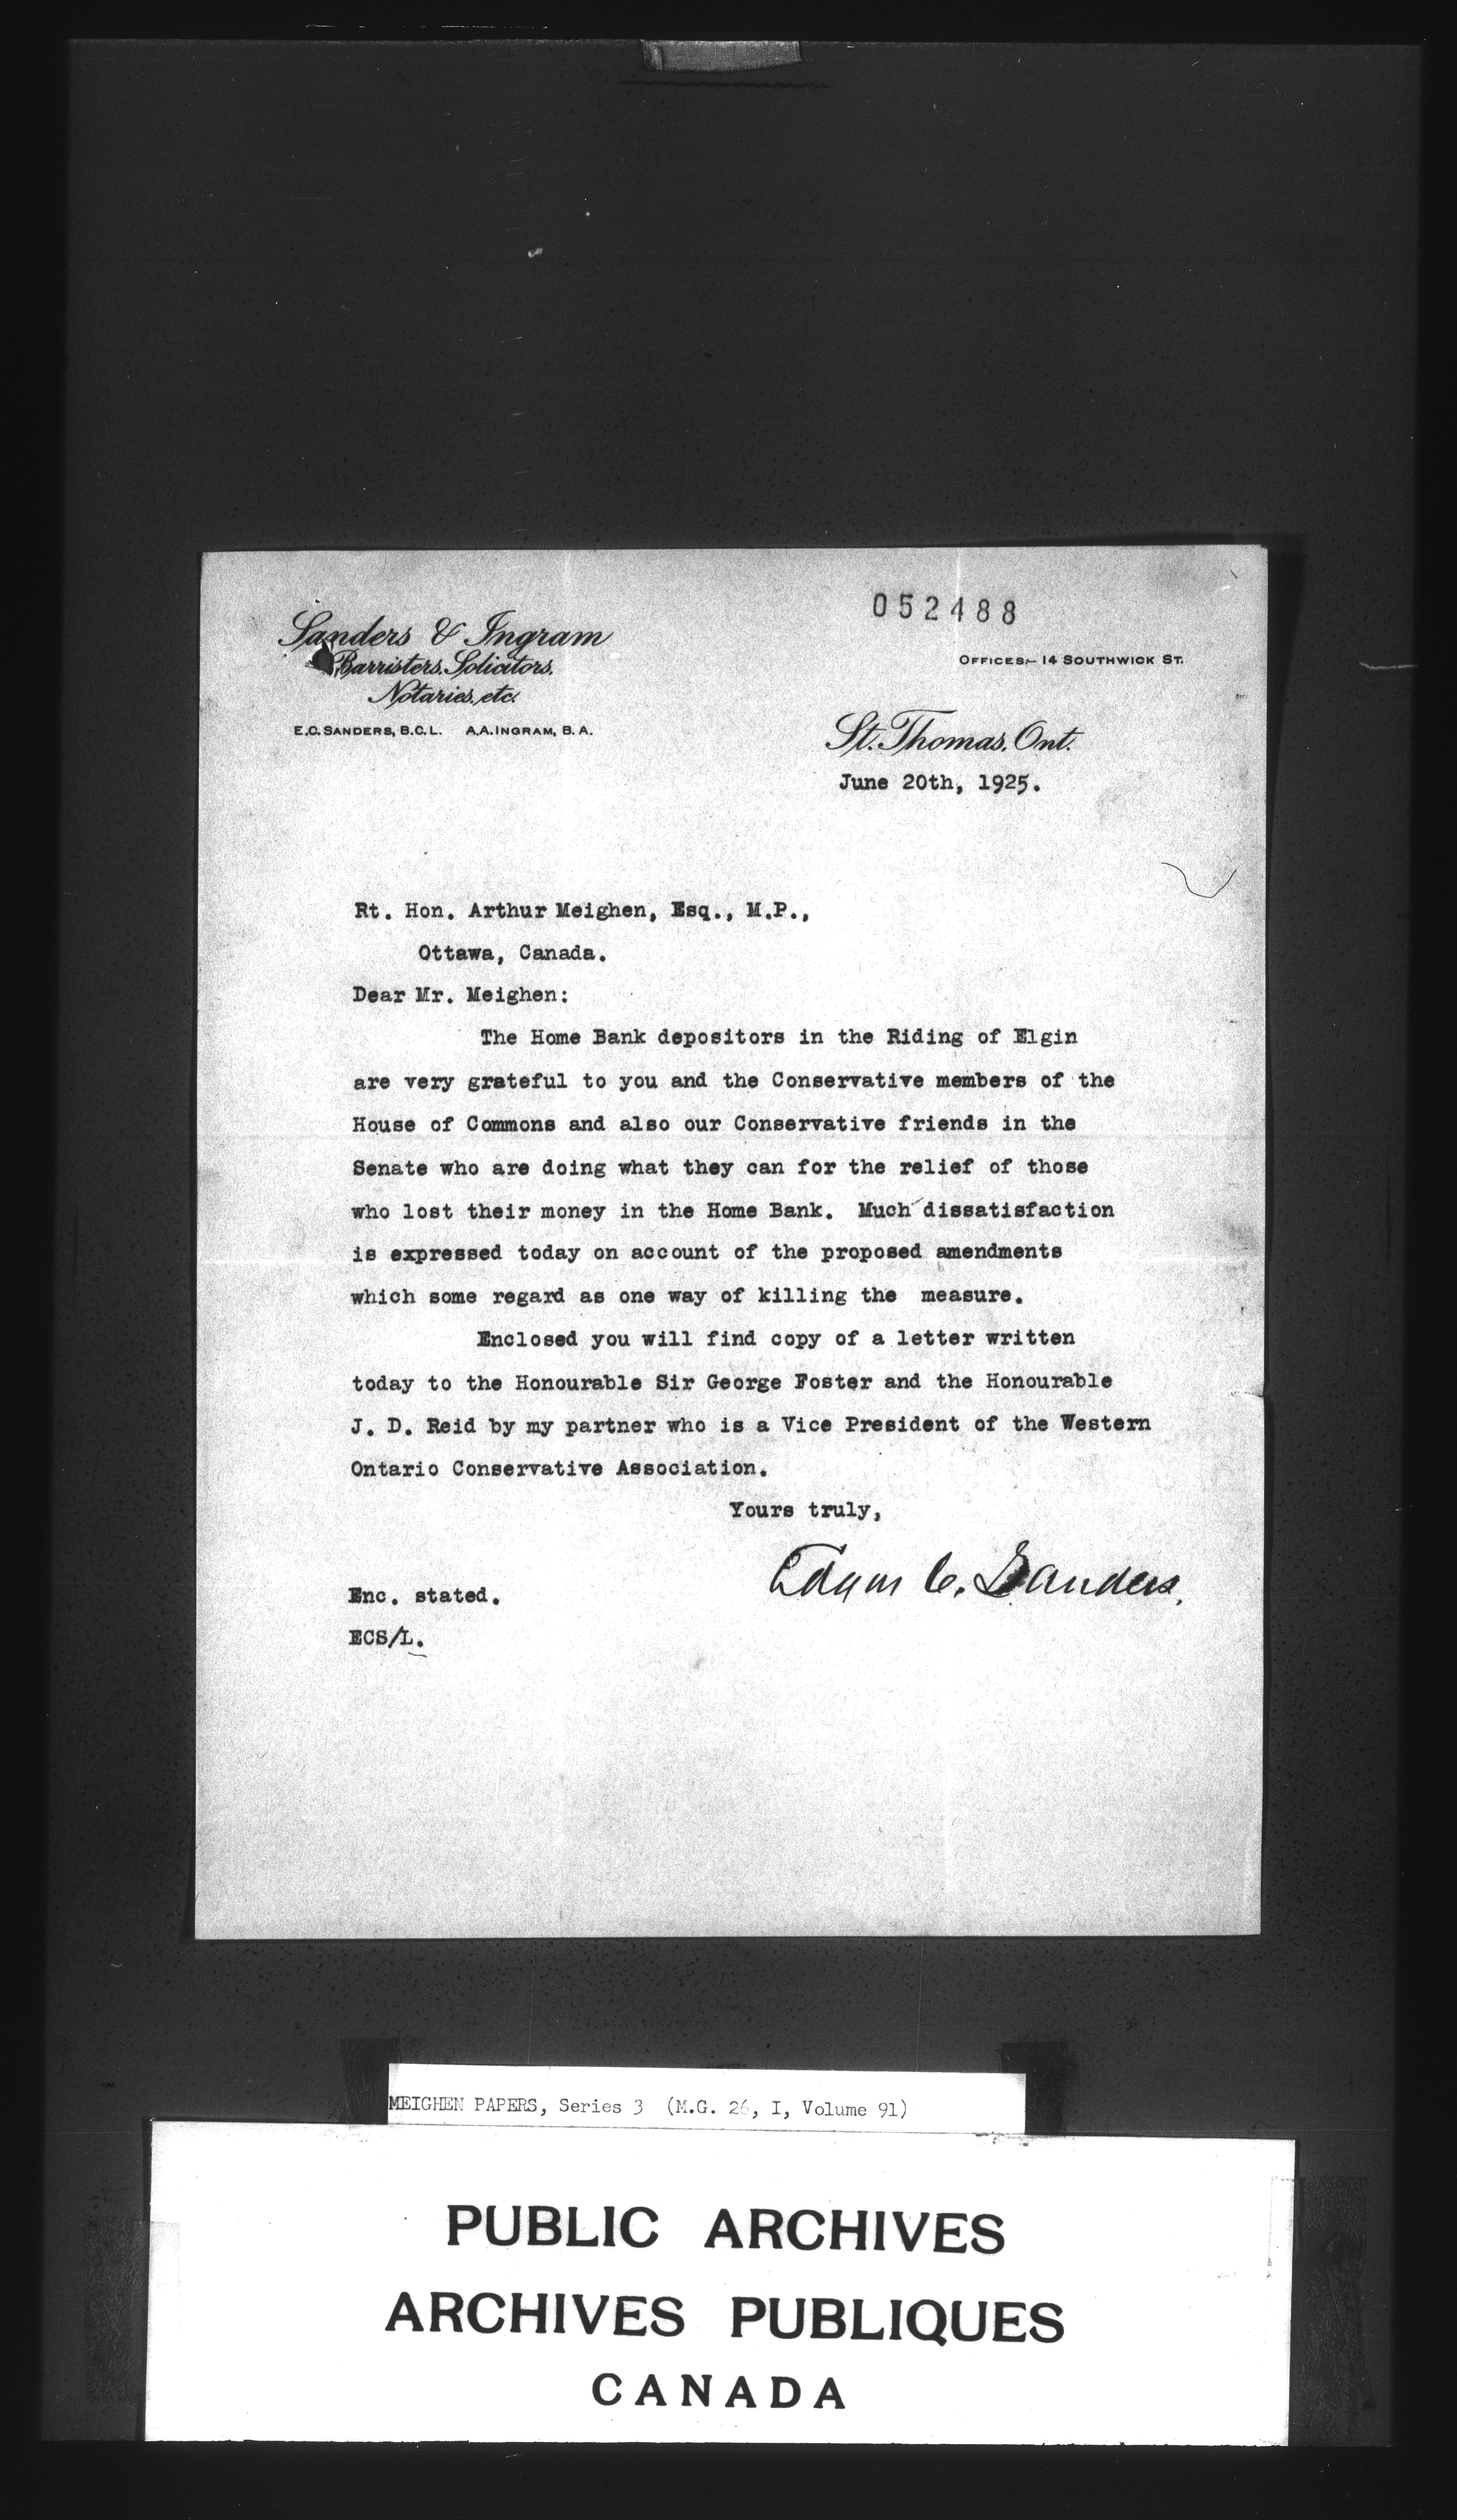 052488
Sanders & Ingram
Barristers, Solicitors,
Notaries, etc.
E.C. SANDERS, B.C.L. A.A. INGRAM, B.A.
OFFICES:- 14 SOUTHWICK ST.
St. Thomas, Ont.
June 20th, 1925.
Rt. Hon. Arthur Meighen, Esq., M.P.,
Ottawa, Canada.
Dear Mr. Meighen:
The Home Bank depositors in the Riding of Elgin
are very grateful to you and the Conservative members of the
House of Commons and also our Conservative friends in the
Senate who are doing what they can for the relief of those
who lost their money in the Home Bank. Much dissatisfaction
is expressed today on account of the proposed amendments
which some regard as one way of killing the measure.
Enclosed you will find copy of a letter written
today to the Honourable Sir George Foster and the Honourable
J. D. Reid by my partner who is a Vice President of the Western
Ontario Conservative Association.
Yours truly,
C. Sanders.
Enc. stated.
ECS/L.
MEIGHEN PAPERS, Series 3 (M.G. 26, I, Volume 91)
PUBLIC ARCHIVES
ARCHIVES PUBLIQUES
CANADA